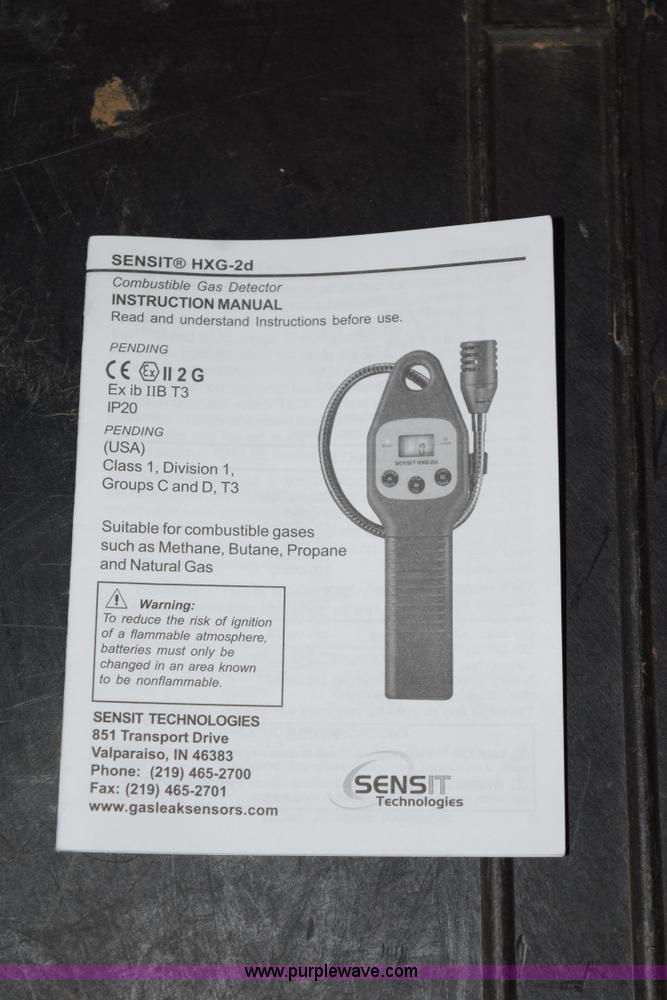 SENSIT® HXG-2d
Combustible Gas Detector
INSTRUCTION MANUAL
Read and understand Instructions before use.
PENDING
CE Ex II 2 G
Ex ib IIB T3
IP20
PENDING
(USA)
Class 1, Division 1,
Groups C and D, T3
Suitable for combustible gases
such as Methane, Butane, Propane
and Natural Gas
0
SENSIT HXG-2d
Warning:
To reduce the risk of ignition
of a flammable atmosphere,
batteries must only be
changed in an area known
to be nonflammable.
SENSIT TECHNOLOGIES
851 Transport Drive
Valparaiso, IN 46383
Phone: (219) 465-2700
Fax: (219) 465-2701
www.gasleaksensors.com
SENSIT
Technologies
www.purplewave.com